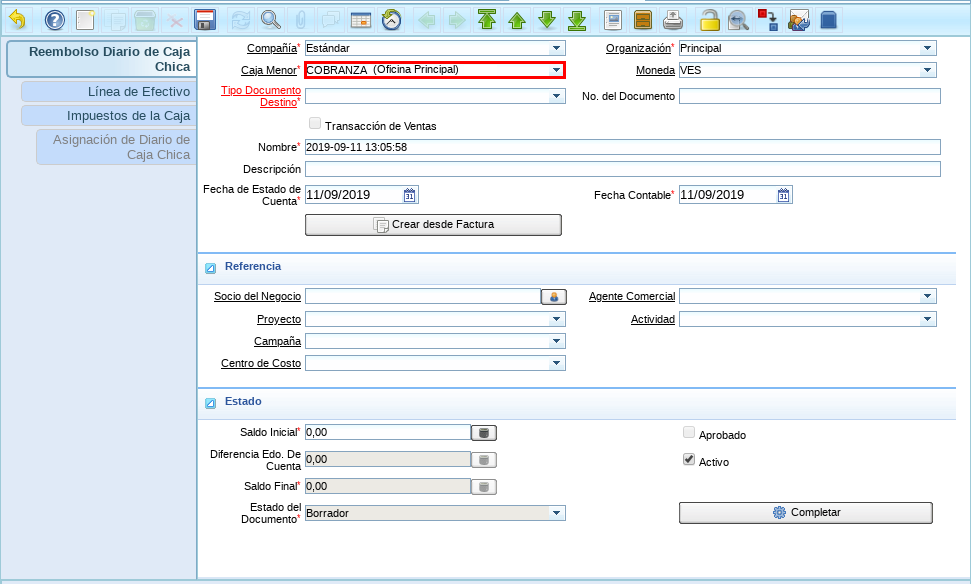 Reembolso Diario de Caja
Chica
Línea de Efectivo
Impuestos de la Caja
Asignación de Diario de
Caja Chica
Compañía* Estándar Organización* Principal
Caja Menor* COBRANZA (Oficina Principal) Moneda VES
Tipo Documento
Destino* No. del Documento
Transacción de Ventas
Nombre* 2019-09-11 13:05:58
Descripción
Fecha de Estado de
Cuenta* 11/09/2019 31 Fecha Contable* 11/09/2019 31
Crear desde Factura
Referencia
Socio del Negocio Agente Comercial
Proyecto Actividad
Campaña
Centro de Costo
Estado
Saldo Inicial* 0,00 Aprobado
Diferencia Edo. De
Cuenta 0,00 Activo
Saldo Final* 0,00
Estado del
Documento* Borrador Completar